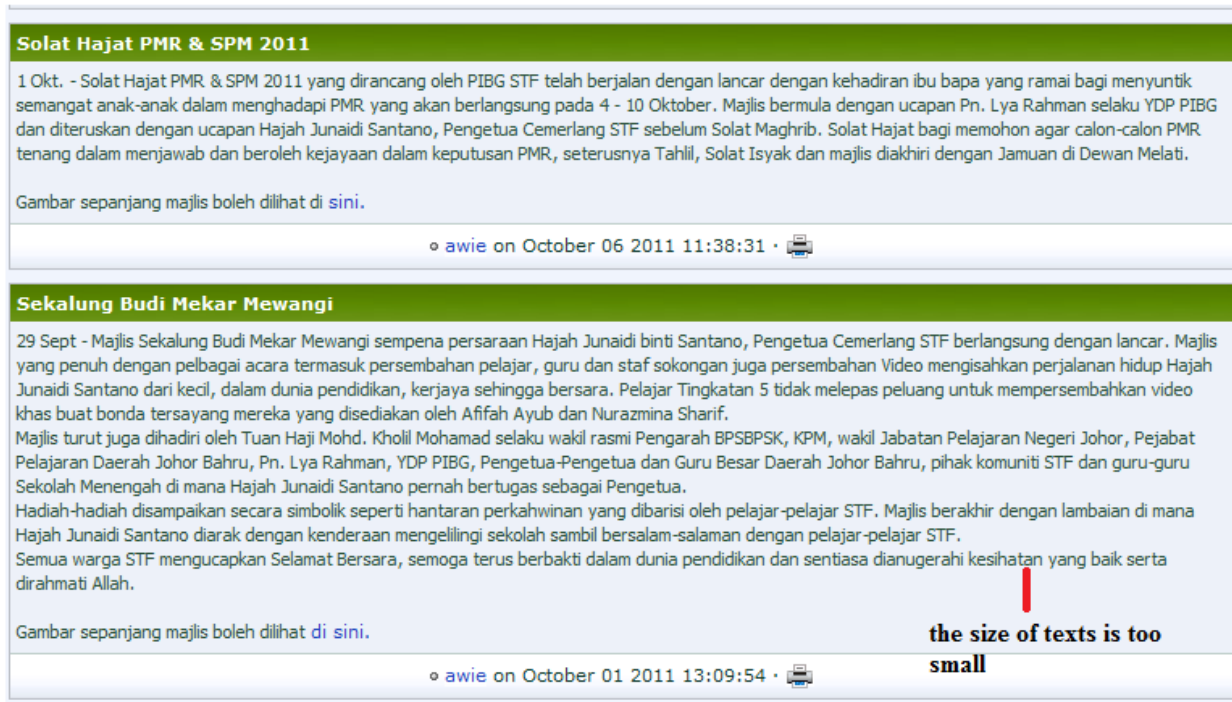 Solat Hajat PMR & SPM 2011
1 Okt. - Solat Hajat PMR & SPM 2011 yang dirancang oleh PIBG STF telah berjalan dengan lancar dengan kehadiran ibu bapa yang ramai bagi menyuntik
semangat anak-anak dalam menghadapi PMR yang akan berlangsung pada 4 - 10 Oktober. Majlis bermula dengan ucapan Pn. Lya Rahman selaku YDP PIBG
dan diteruskan dengan ucapan Hajah Junaidi Santano, Pengetua Cemerlang STF sebelum Solat Maghrib. Solat Hajat bagi memohon agar calon-calon PMR
tenang dalam menjawab dan beroleh kejayaan dalam keputusan PMR, seterusnya Tahlil, Solat Isyak dan majlis diakhiri dengan Jamuan di Dewan Melati.
Gambar sepanjang majlis boleh dilihat di sini.
awie on October 06 2011 11:38:31 ·
Sekalung Budi Mekar Mewangi
29 Sept - Majlis Sekalung Budi Mekar Mewangi sempena persaraan Hajah Junaidi binti Santano, Pengetua Cemerlang STF berlangsung dengan lancar. Majlis
yang penuh dengan pelbagai acara termasuk persembahan pelajar, guru dan staf sokongan juga persembahan Video mengisahkan perjalanan hidup Hajah
Junaidi Santano dari kecil, dalam dunia pendidikan, kerjaya sehingga bersara. Pelajar Tingkatan 5 tidak melepas peluang untuk mempersembahkan video
khas buat bonda tersayang mereka yang disediakan oleh Afifah Ayub dan Nurazmina Sharif.
Majlis turut juga dihadiri oleh Tuan Haji Mohd. Kholil Mohamad selaku wakil rasmi Pengarah BPSBPSK, KPM, wakil Jabatan Pelajaran Negeri Johor, Pejabat
Pelajaran Daerah Johor Bahru, Pn. Lya Rahman, YDP PIBG, Pengetua-Pengetua dan Guru Besar Daerah Johor Bahru, pihak komuniti STF dan guru-guru
Sekolah Menengah di mana Hajah Junaidi Santano pernah bertugas sebagai Pengetua.
Hadiah-hadiah disampaikan secara simbolik seperti hantaran perkahwinan yang dibarisi oleh pelajar-pelajar STF. Majlis berakhir dengan lambaian di mana
Hajah Junaidi Santano diarak dengan kenderaan mengelilingi sekolah sambil bersalam-salaman dengan pelajar-pelajar STF.
Semua warga STF mengucapkan Selamat Bersara, semoga terus berbakti dalam dunia pendidikan dan sentiasa dianugerahi kesihatan yang baik serta
dirahmati Allah.
Gambar sepanjang majlis boleh dilihat di sini.
the size of texts is too
small
awie on October 01 2011 13:09:54 ·